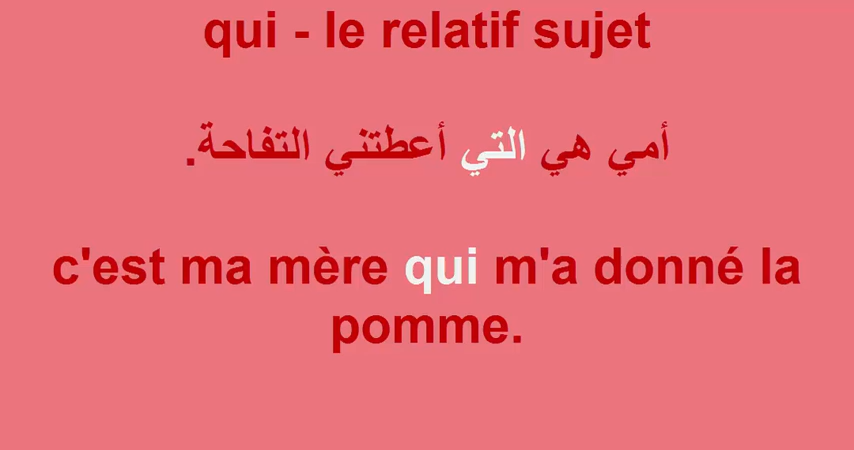 qui - le relatif sujet
أمي هي التي أعطتني التفاحة.
c'est ma mère qui m'a donné la
pomme.